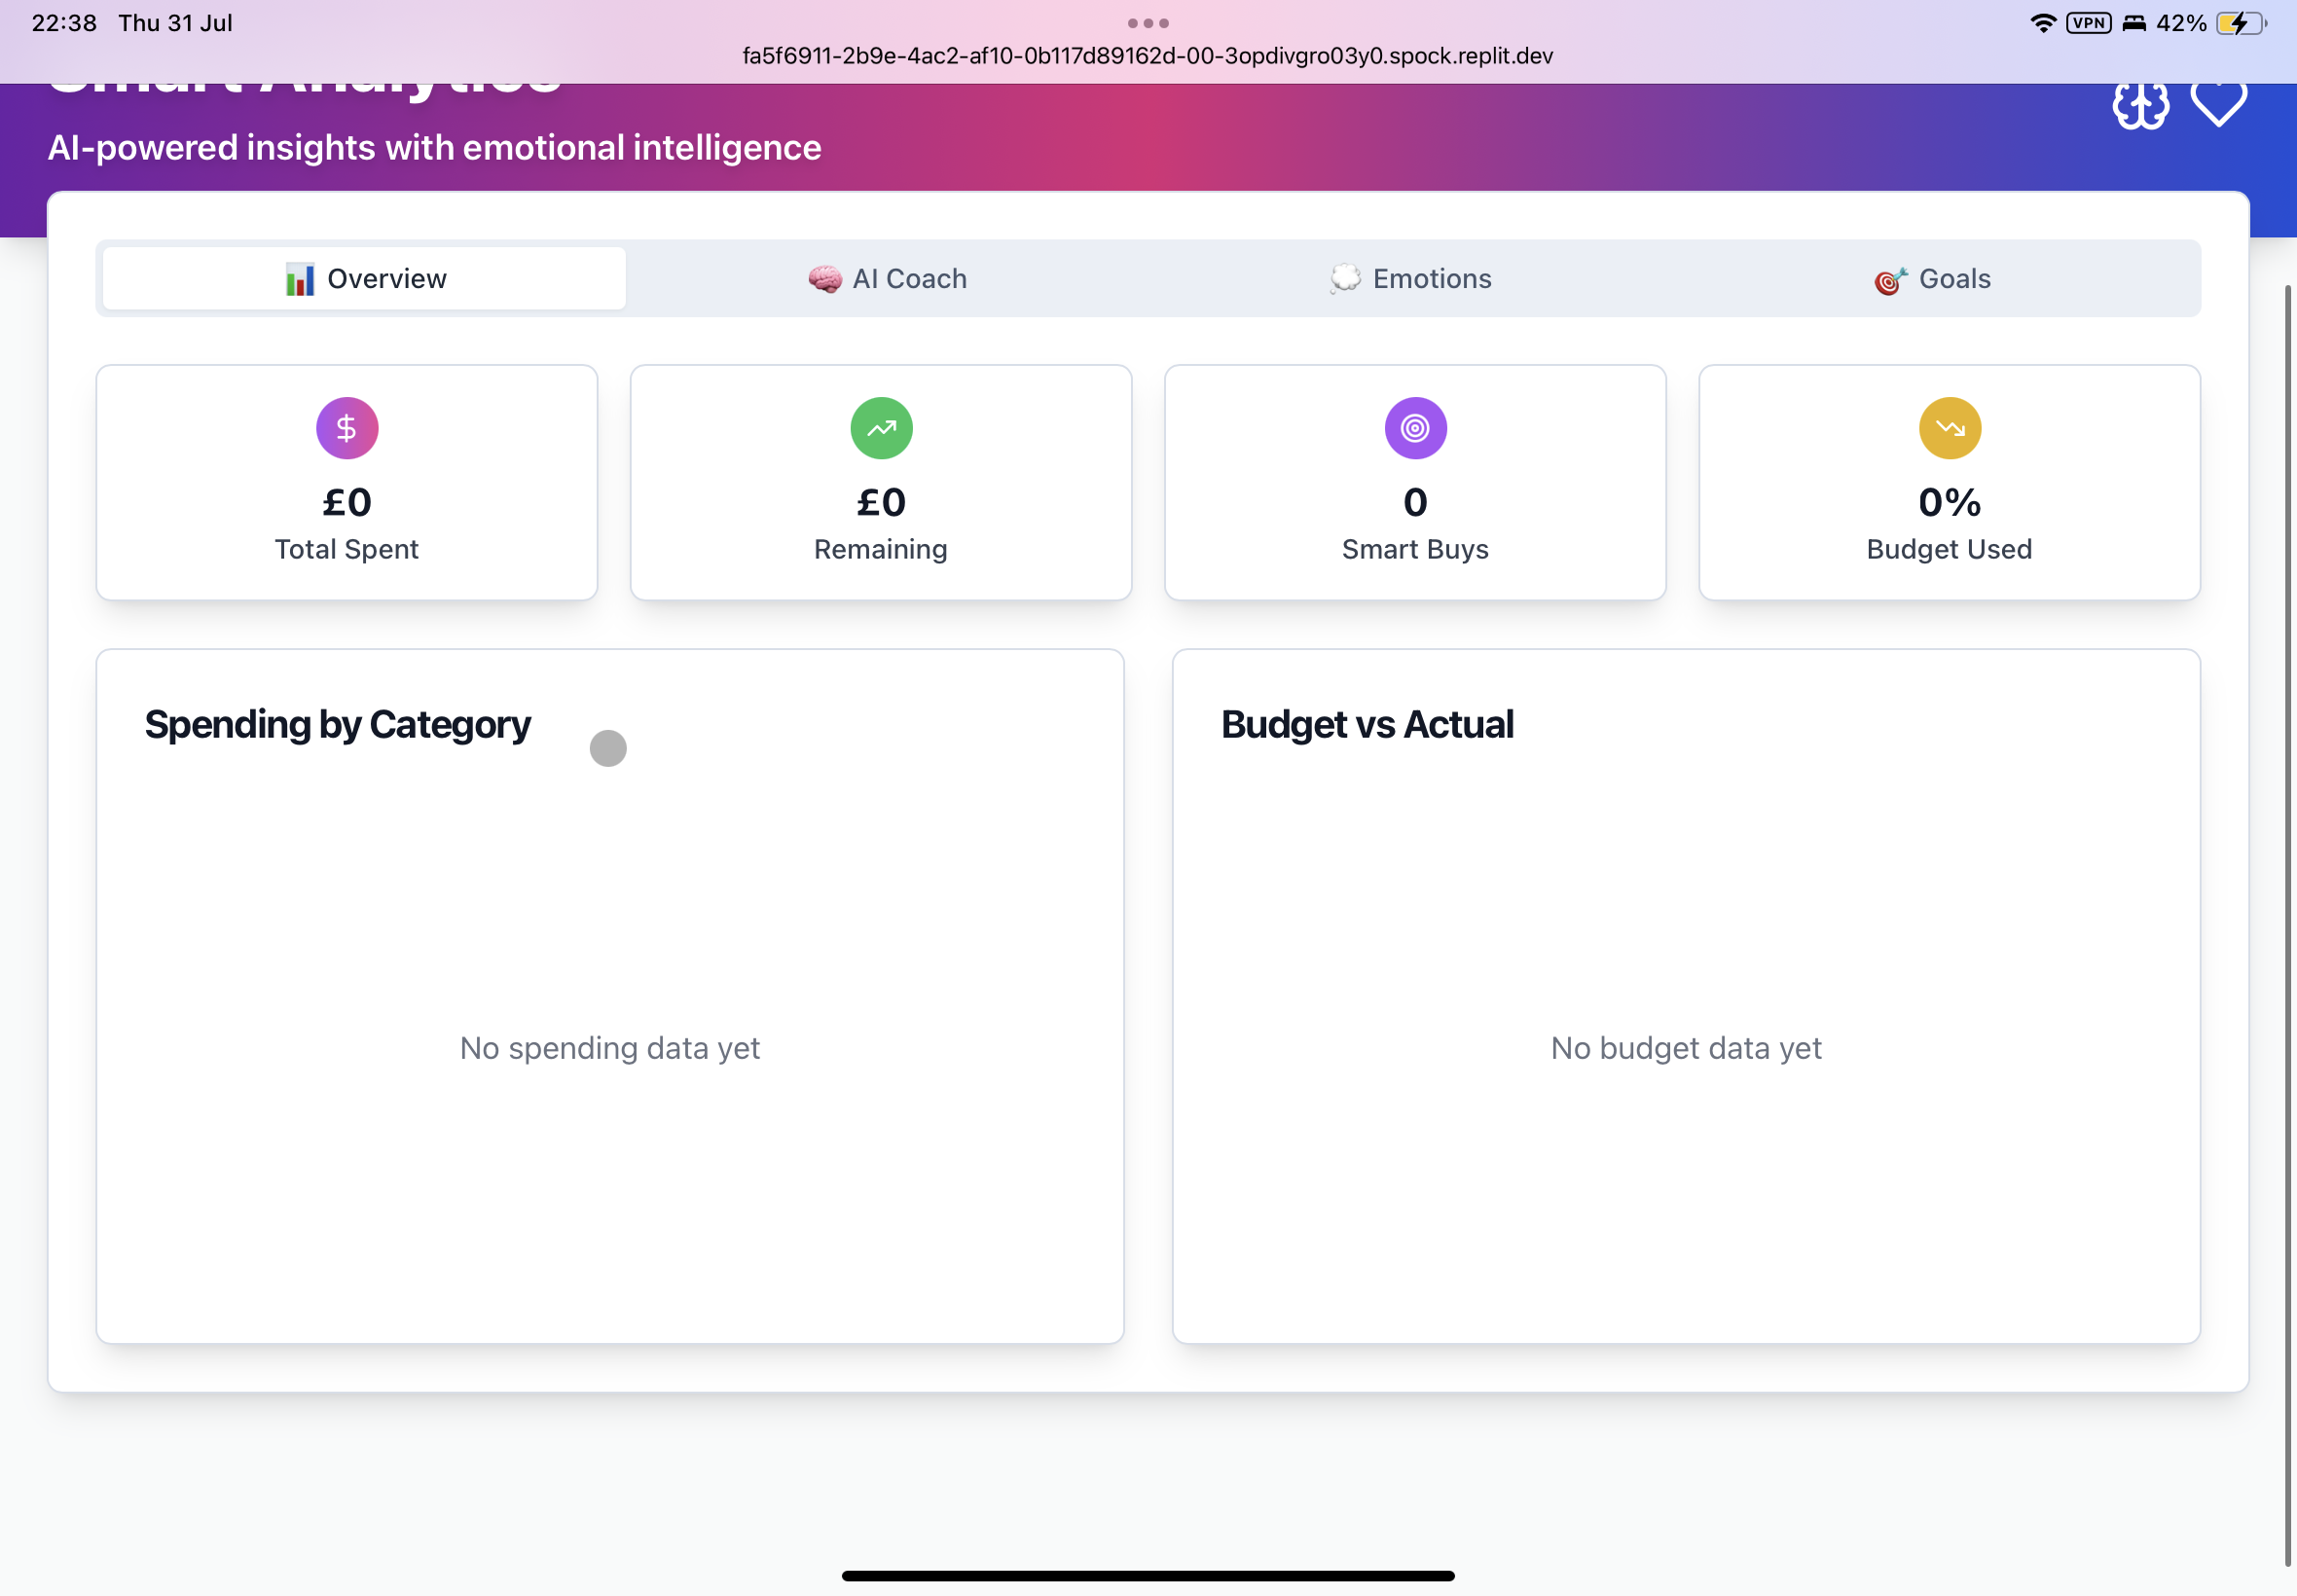 22:38 Thu 31 Jul
VPN 42%
fa5f6911-2b9e-4ac2-af10-0b117d89162d-00-3opdivgro03y0.spock.replit.dev
Smart Analytics
AI-powered insights with emotional intelligence
Overview AI Coach Emotions Goals
£0 £0 0 0%
Total Spent Remaining Smart Buys Budget Used
Spending by Category Budget vs Actual
No spending data yet No budget data yet